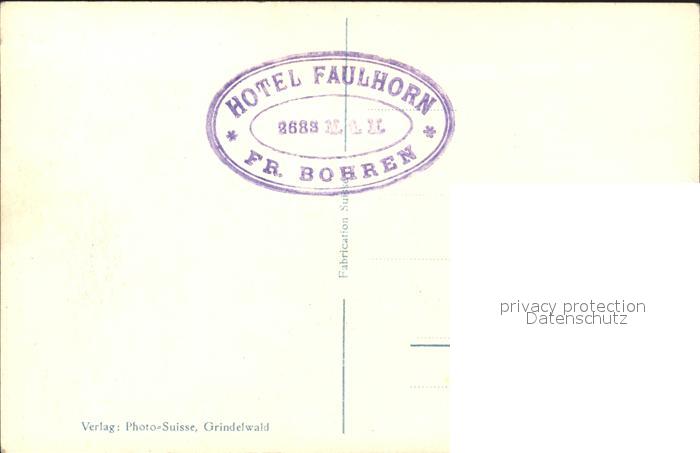 HOTEL FAULHORN
2683 M. ü. M.
* FR. BOHREN *
Fabrication Suisse
privacy protection
Datenschutz
Verlag: Photo-Suisse, Grindelwald